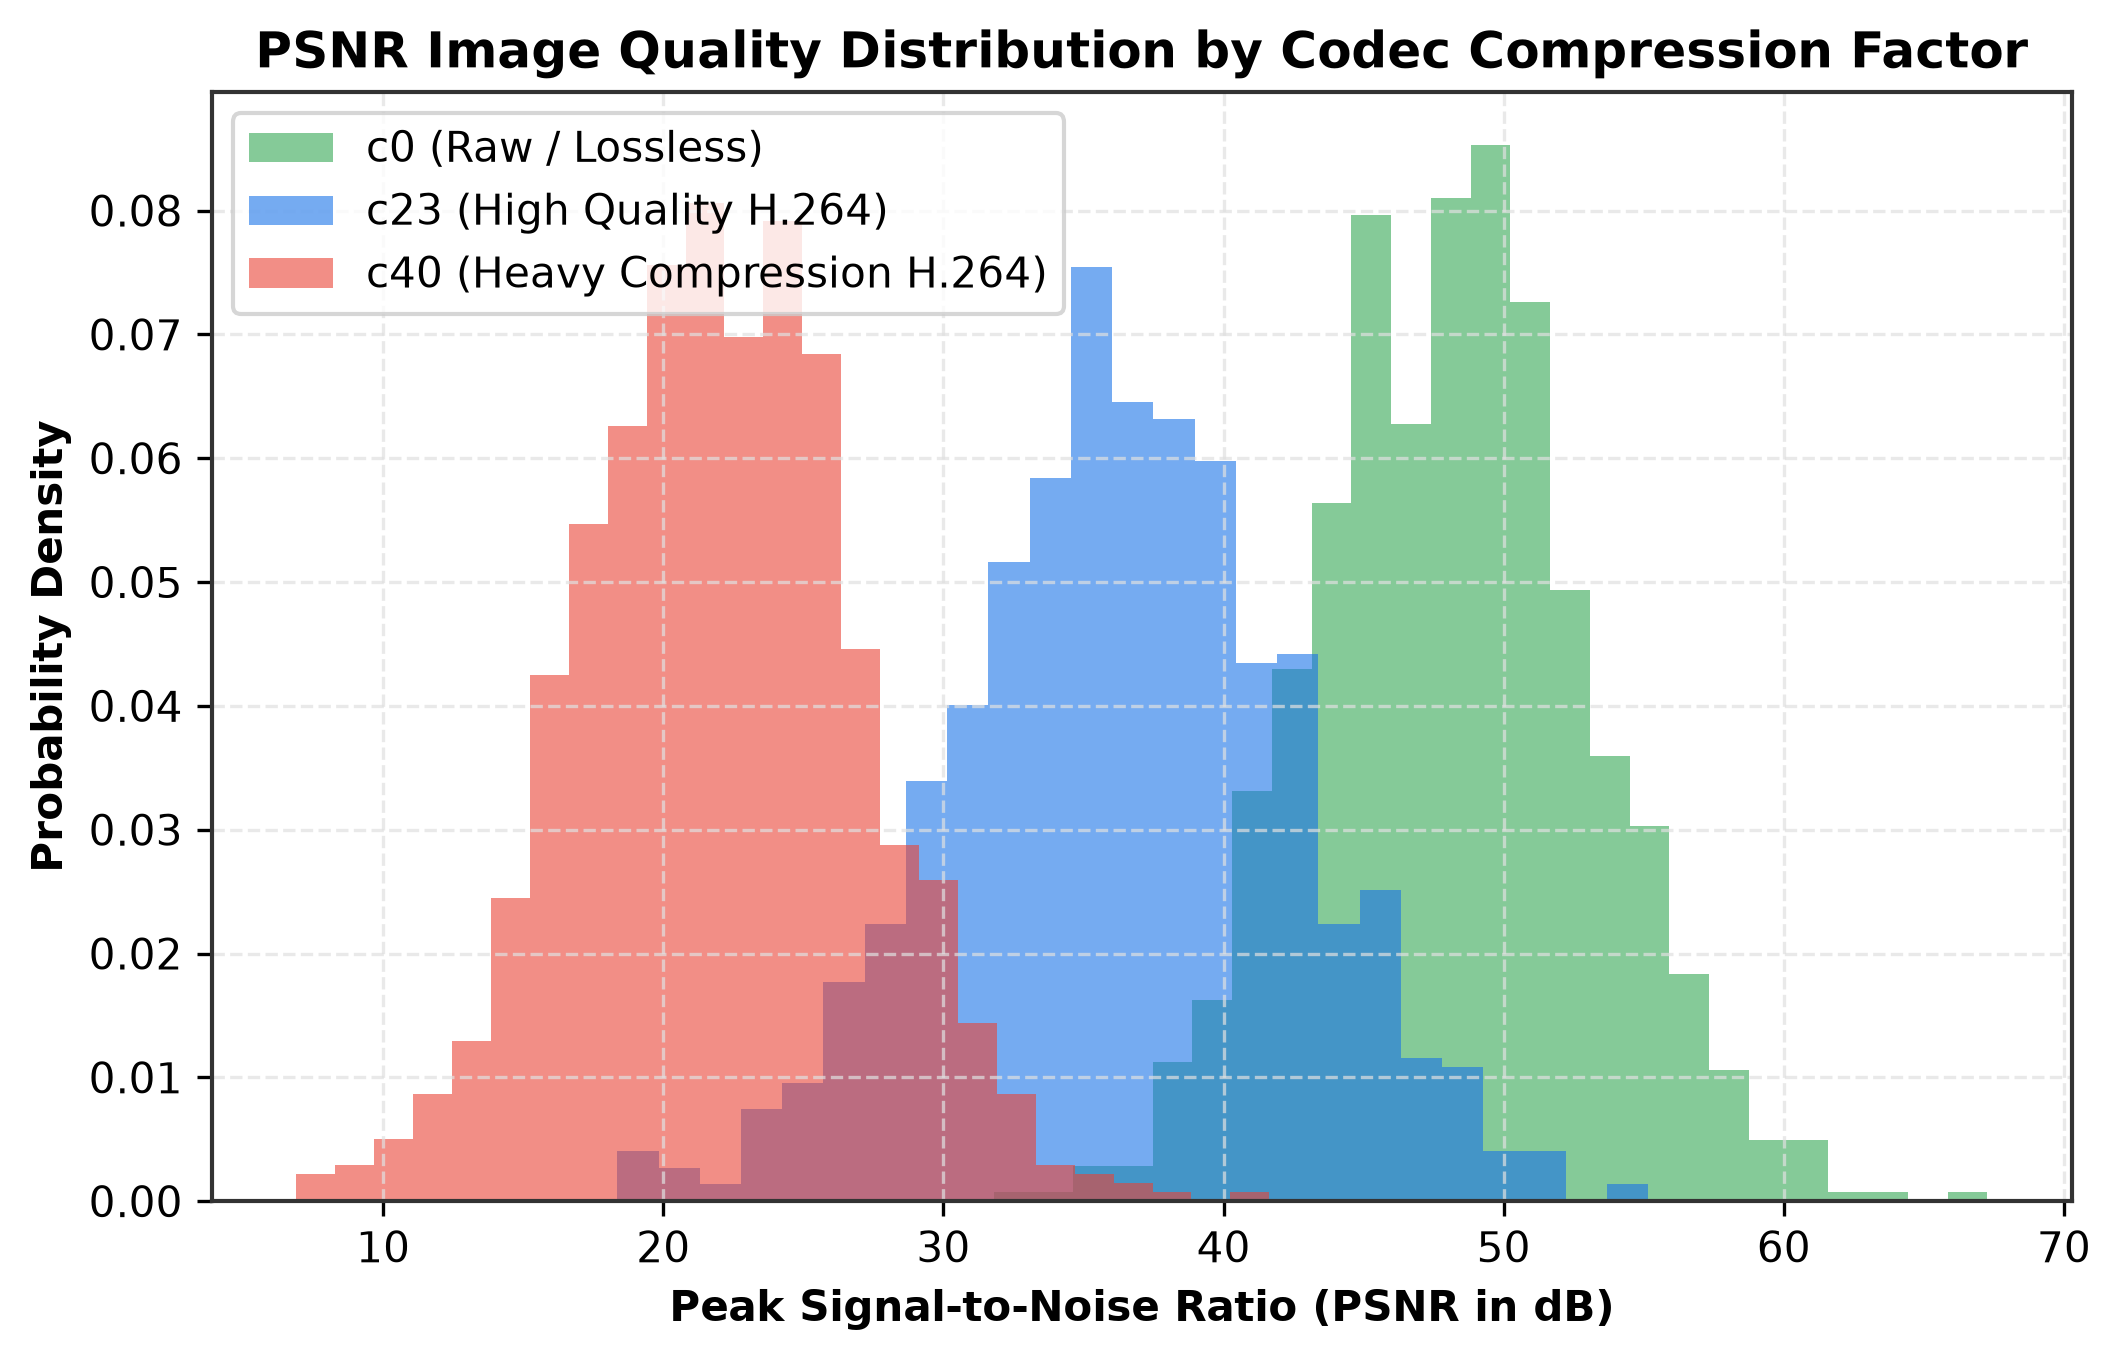 PSNR Image Quality Distribution by Codec Compression Factor
c0 (Raw / Lossless)
c23 (High Quality H.264)
c40 (Heavy Compression H.264)
Probability Density
0.08
0.07
0.06
0.05
0.04
0.03
0.02
0.01
0.00
10 20 30 40 50 60 70
Peak Signal-to-Noise Ratio (PSNR in dB)